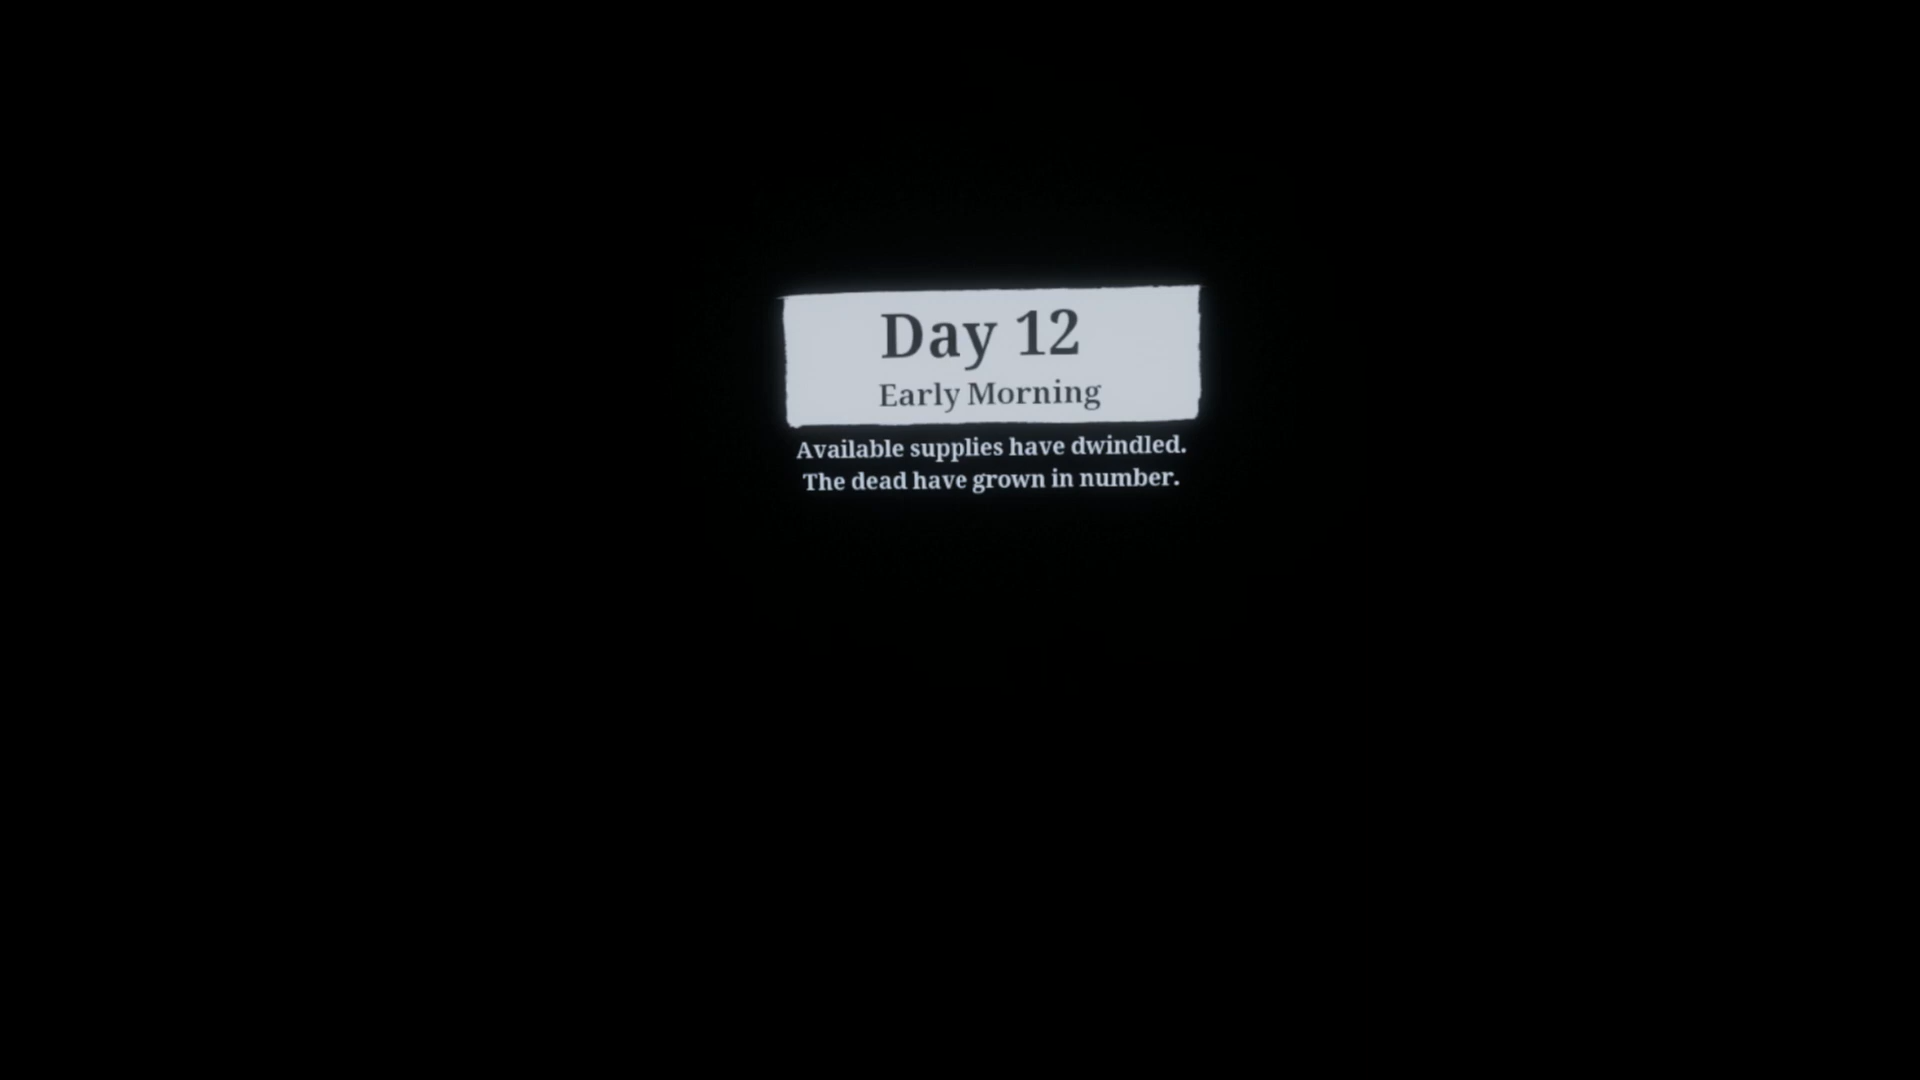 Day 12
Early Morning
Available supplies have dwindled.
The dead have grown in number.